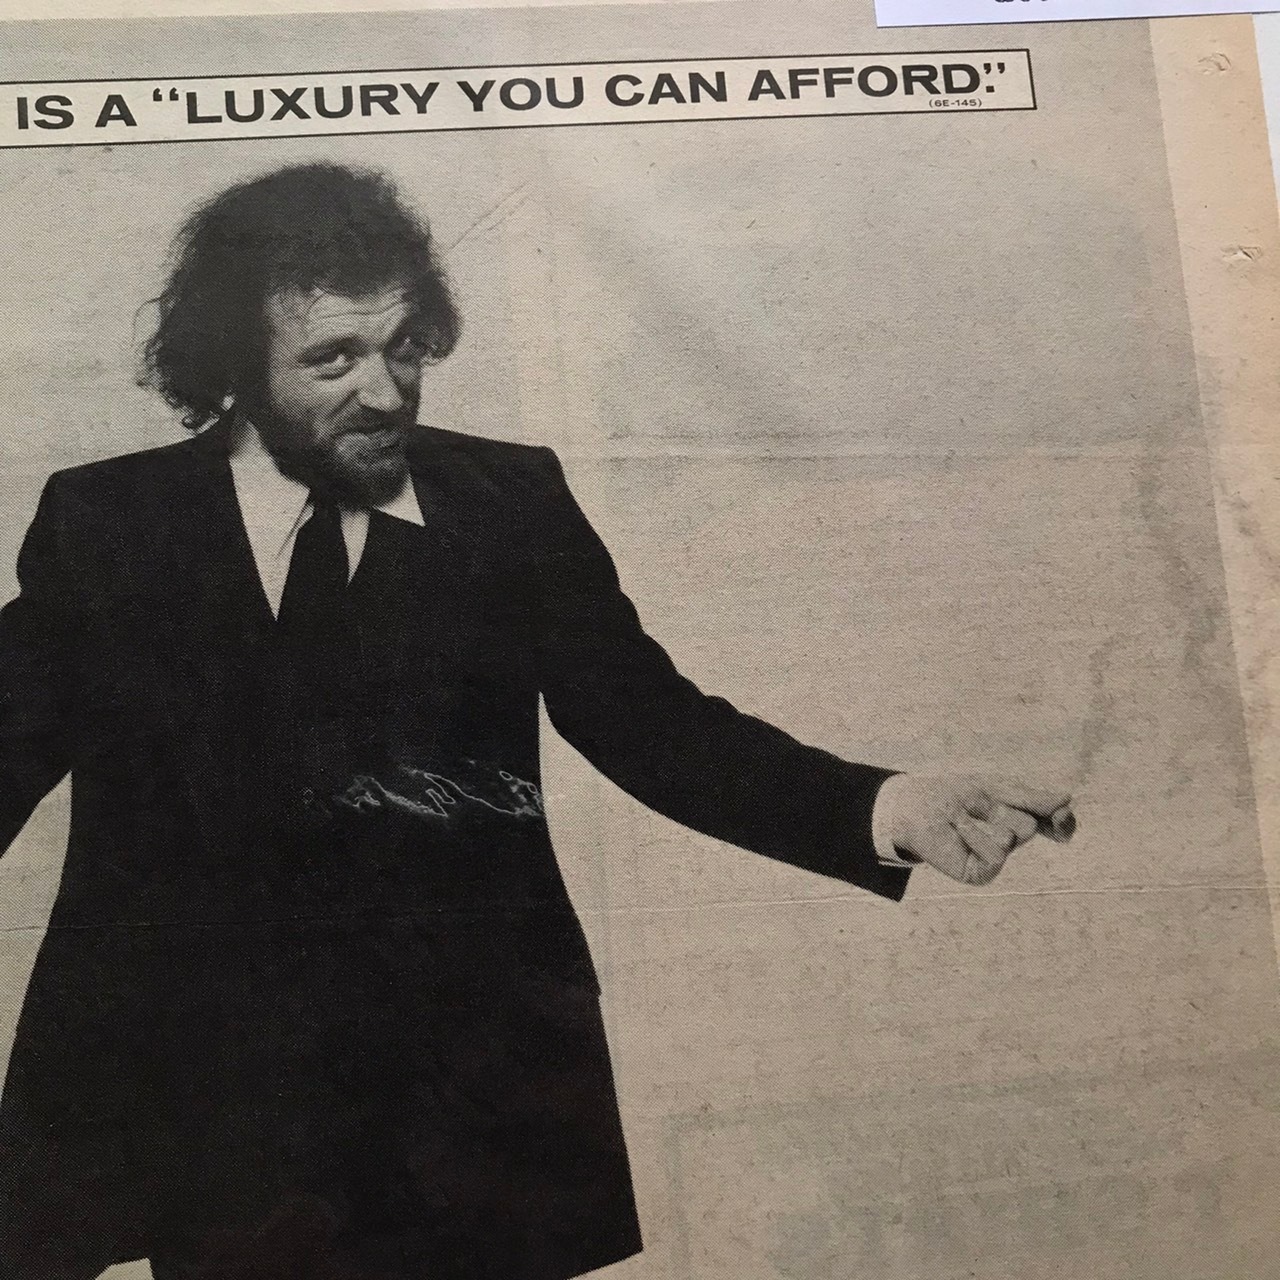 IS A “LUXURY YOU CAN AFFORD.”
(6E-145)